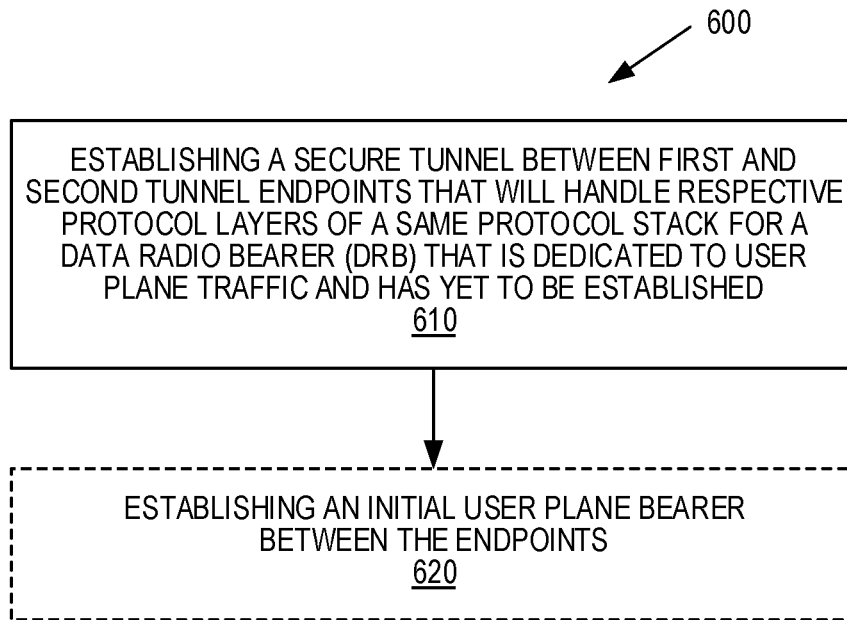 600
ESTABLISHING A SECURE TUNNEL BETWEEN FIRST AND
SECOND TUNNEL ENDPOINTS THAT WILL HANDLE RESPECTIVE
PROTOCOL LAYERS OF A SAME PROTOCOL STACK FOR A
DATA RADIO BEARER (DRB) THAT IS DEDICATED TO USER
PLANE TRAFFIC AND HAS YET TO BE ESTABLISHED
610
ESTABLISHING AN INITIAL USER PLANE BEARER
BETWEEN THE ENDPOINTS
620